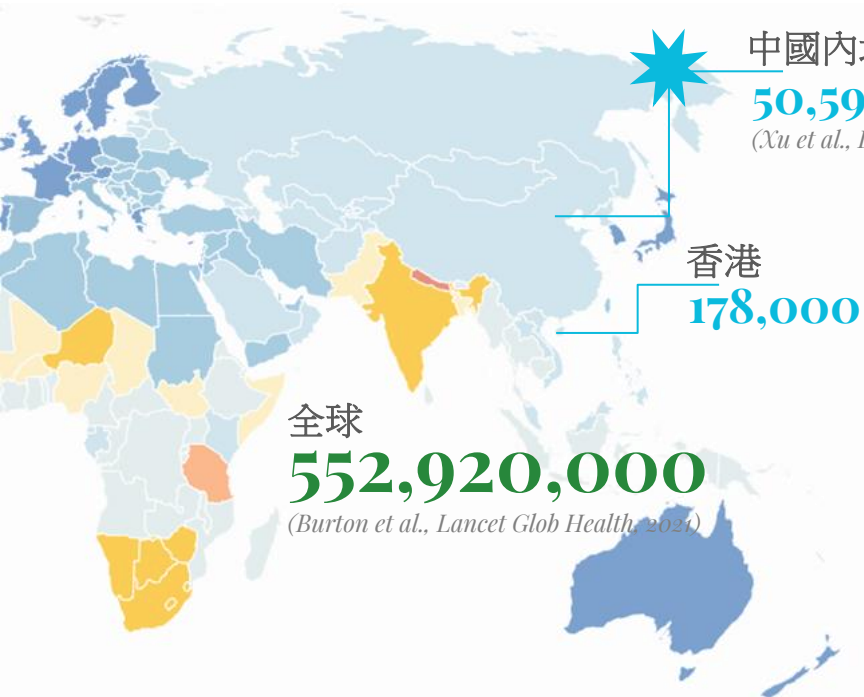 中國內
50,59
(Xu et al.,
香港
178,000
全球
552,920,000
(Burton et al., Lancet Glob Health, 2021)